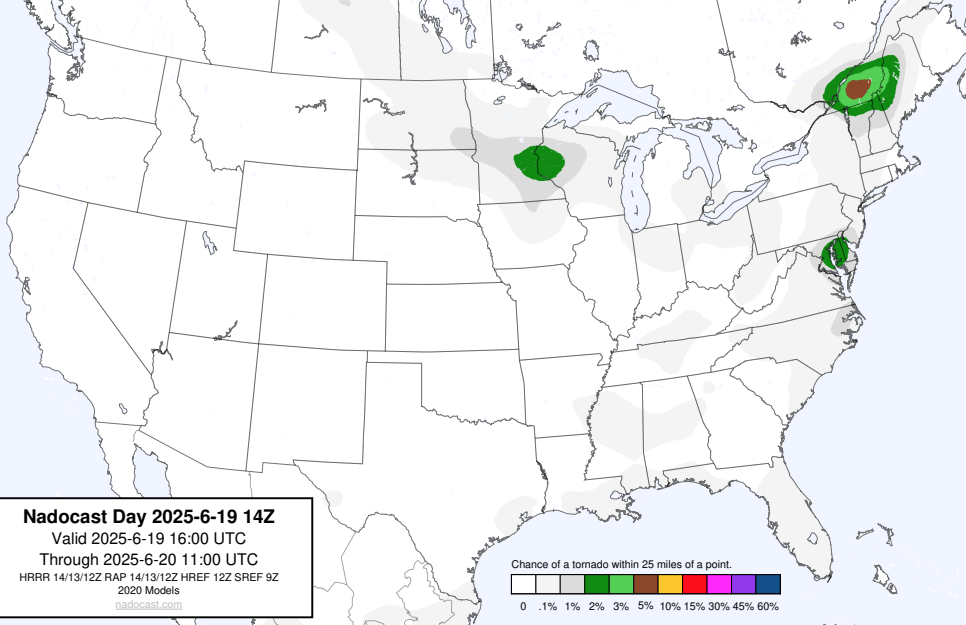 Nadocast Day 2025-6-19 14Z
Valid 2025-6-19 16:00 UTC
Through 2025-6-20 11:00 UTC
HRRR 14/13/12Z RAP 14/13/12Z HREF 12Z SREF 9Z
2020 Models
nadocast.com
Chance of a tornado within 25 miles of a point.
0 .1% 1% 2% 3% 5% 10% 15% 30% 45% 60%